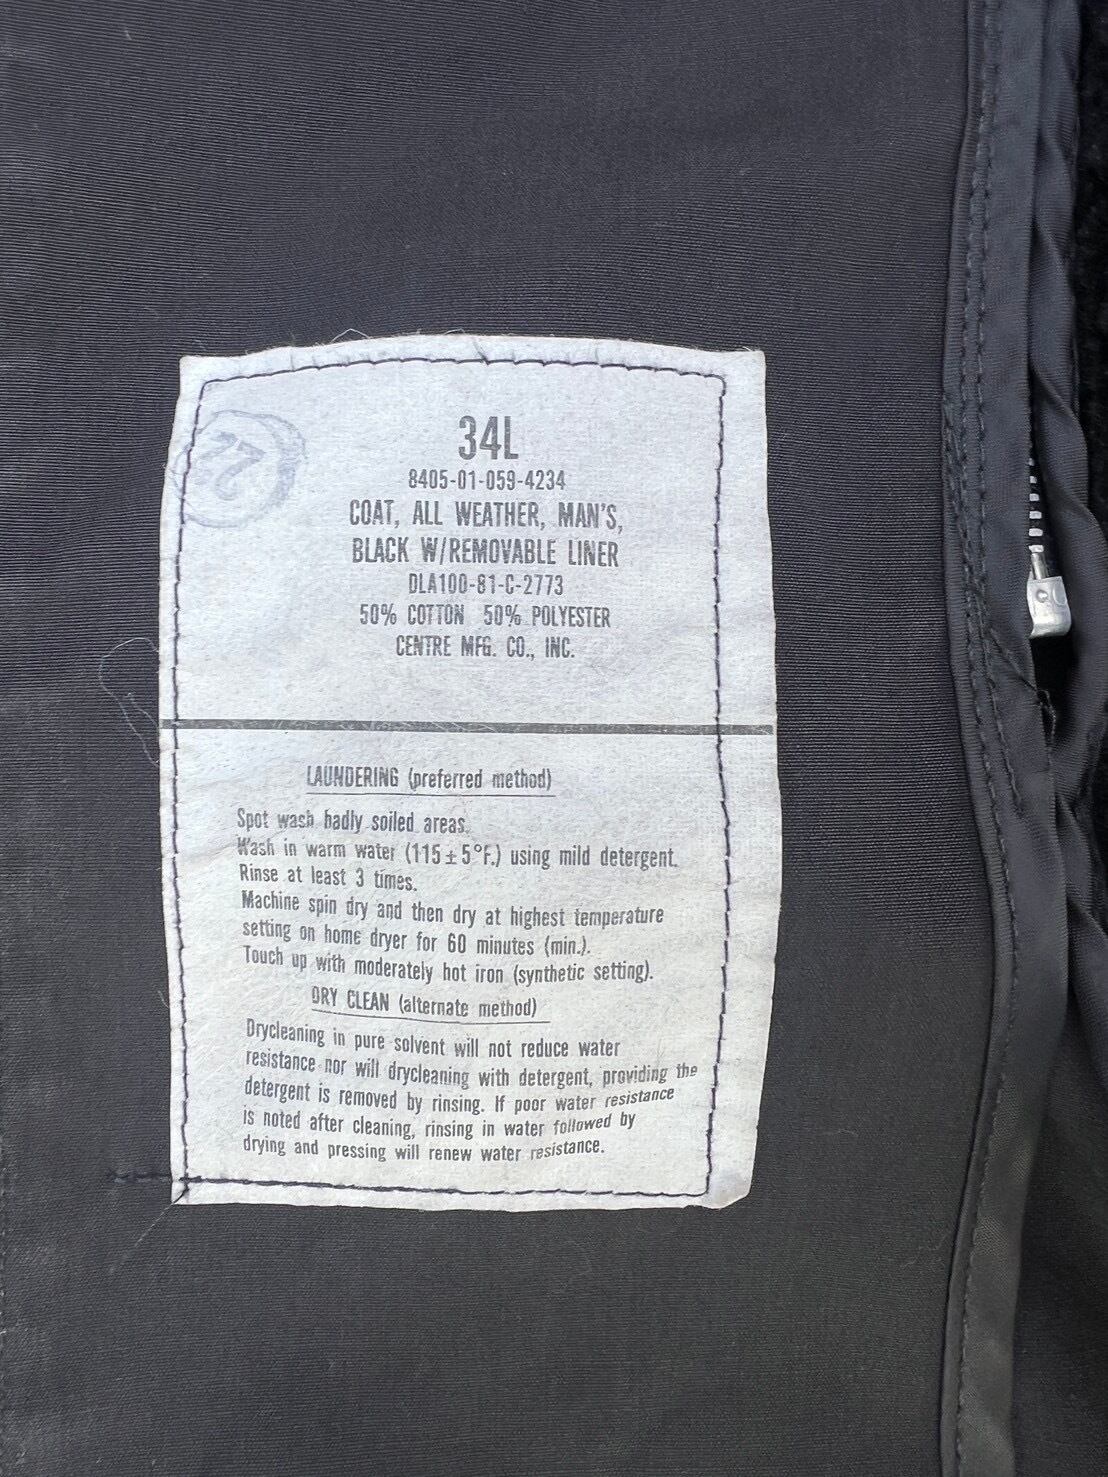 22
34L
8405-01-059-4234
COAT, ALL WEATHER, MAN'S,
BLACK W/REMOVABLE LINER
DLA100-81-C-2773
50% COTTON 50% POLYESTER
CENTRE MFG. CO., INC.
LAUNDERING (preferred method)
Spot wash badly soiled areas.
Wash in warm water (115±5°F.) using mild detergent.
Rinse at least 3 times.
Machine spin dry and then dry at highest temperature
setting on home dryer for 60 minutes (min.).
Touch up with moderately hot iron (synthetic setting).
DRY CLEAN (alternate method)
Drycleaning in pure solvent will not reduce water
resistance nor will drycleaning with detergent, providing the
detergent is removed by rinsing. If poor water resistance
is noted after cleaning, rinsing in water followed by
drying and pressing will renew water resistance.